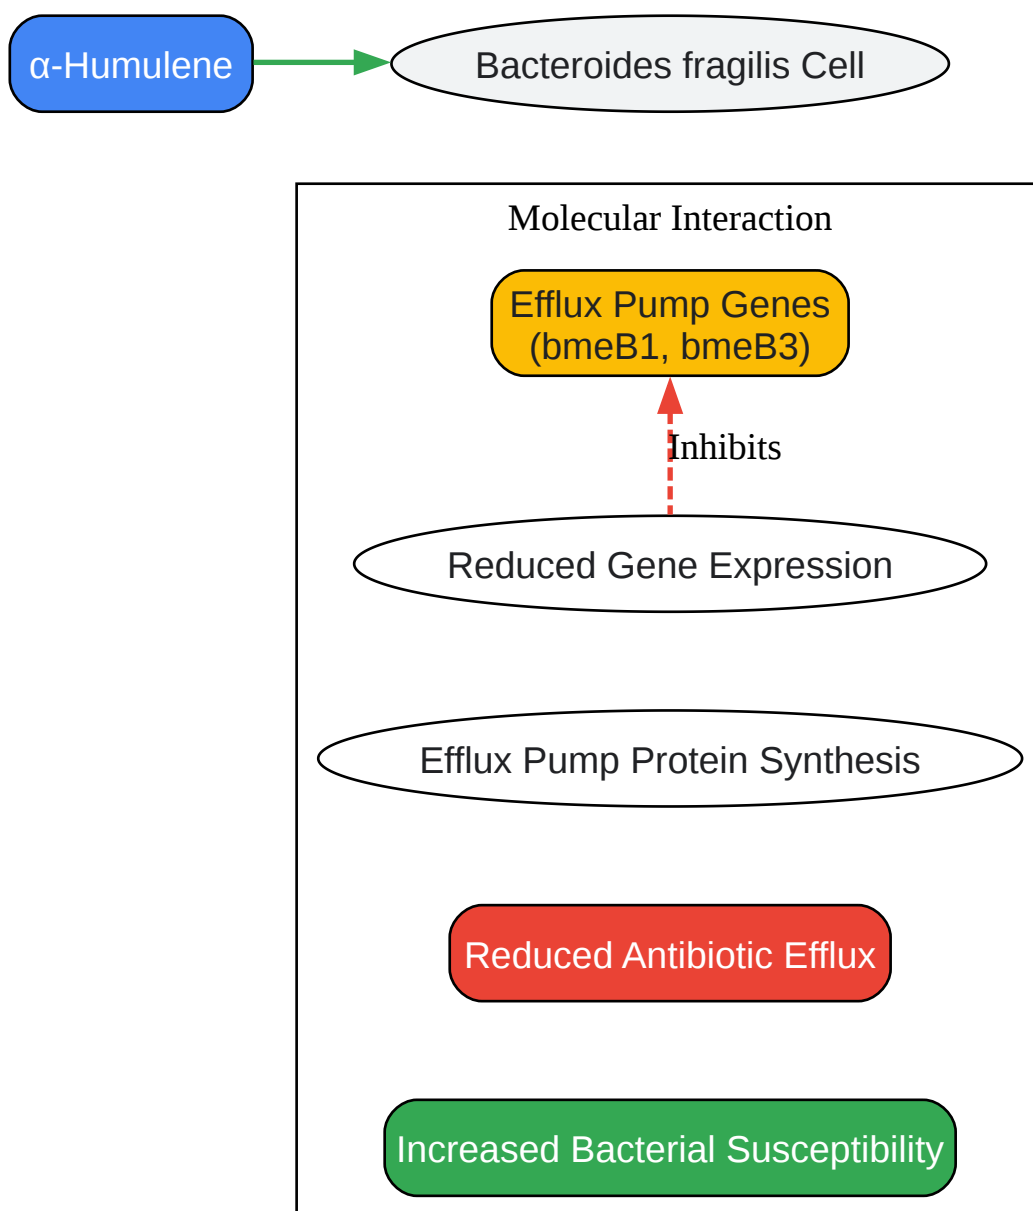 α-Humulene
Bacteroides fragilis Cell
Molecular Interaction
Efflux Pump Genes
(bmeB1, bmeB3)
Inhibits
Reduced Gene Expression
Efflux Pump Protein Synthesis
Reduced Antibiotic Efflux
Increased Bacterial Susceptibility